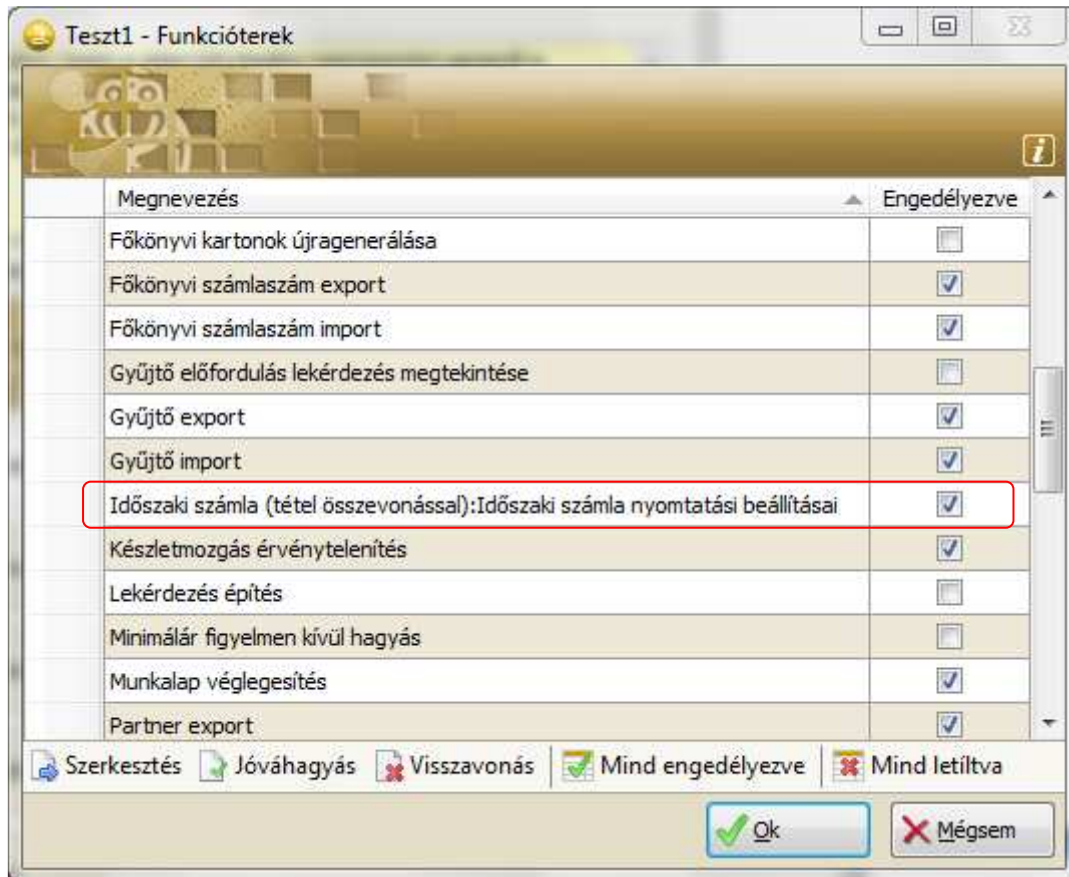 Teszt1 - Funkcióterek
Megnevezés Engedélyezve
Főkönyvi kartonok újragenerálása
Főkönyvi számlaszám export
Főkönyvi számlaszám import
Gyűjtő előfordulás lekérdezés megtekintése
Gyűjtő export
Gyűjtő import
Időszaki számla (tétel összevonással):Időszaki számla nyomtatási beállításai
Készletmozgás érvénytelenítés
Lekérdezés építés
Minimálár figyelmen kívül hagyás
Munkalap véglegesítés
Partner export
Szerkesztés Jóváhagyás Visszavonás Mind engedélyezve Mind letíltva
Ok Mégsem